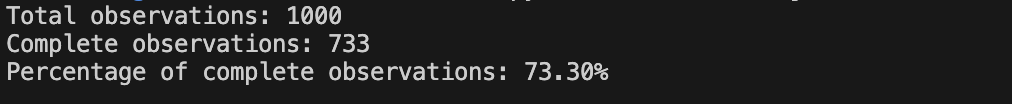 Total observations: 1000
Complete observations: 733
Percentage of complete observations: 73.30%